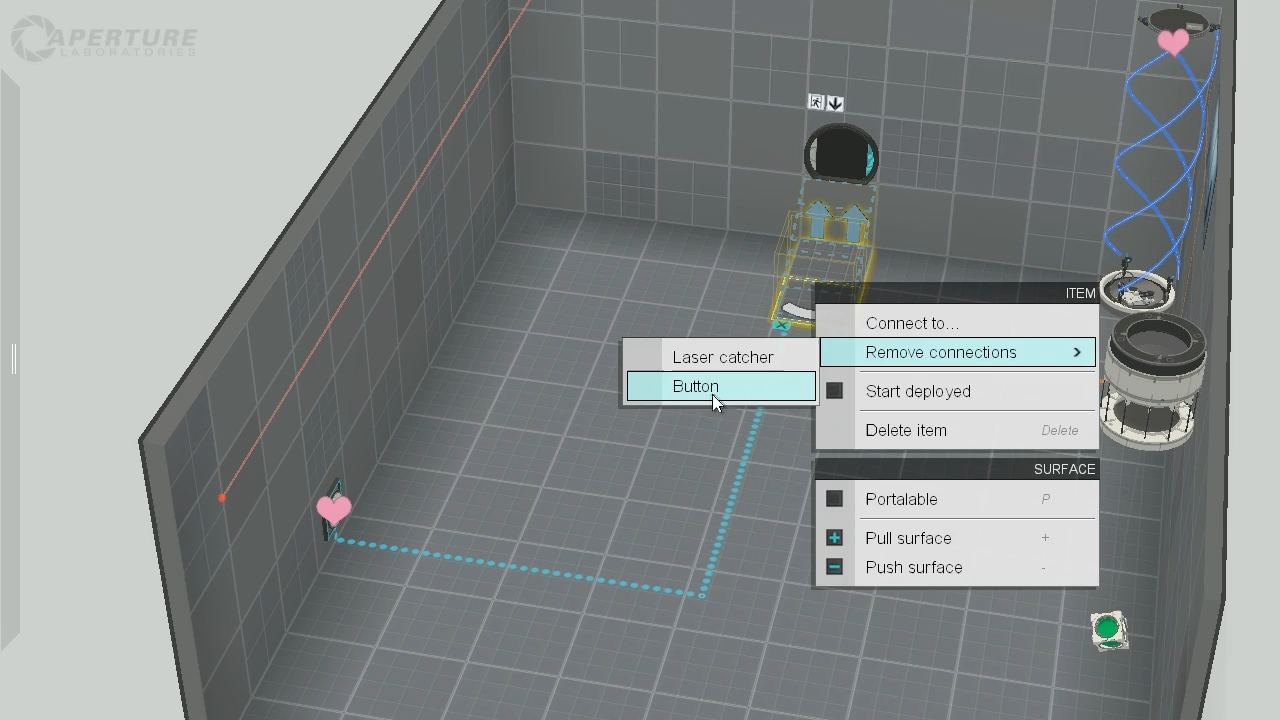 APERTURE
LABORATORIES
ITEM
Connect to...
Remove connections
Laser catcher
Button
Start deployed
Delete item Delete
SURFACE
Portalable P
Pull surface +
Push surface -